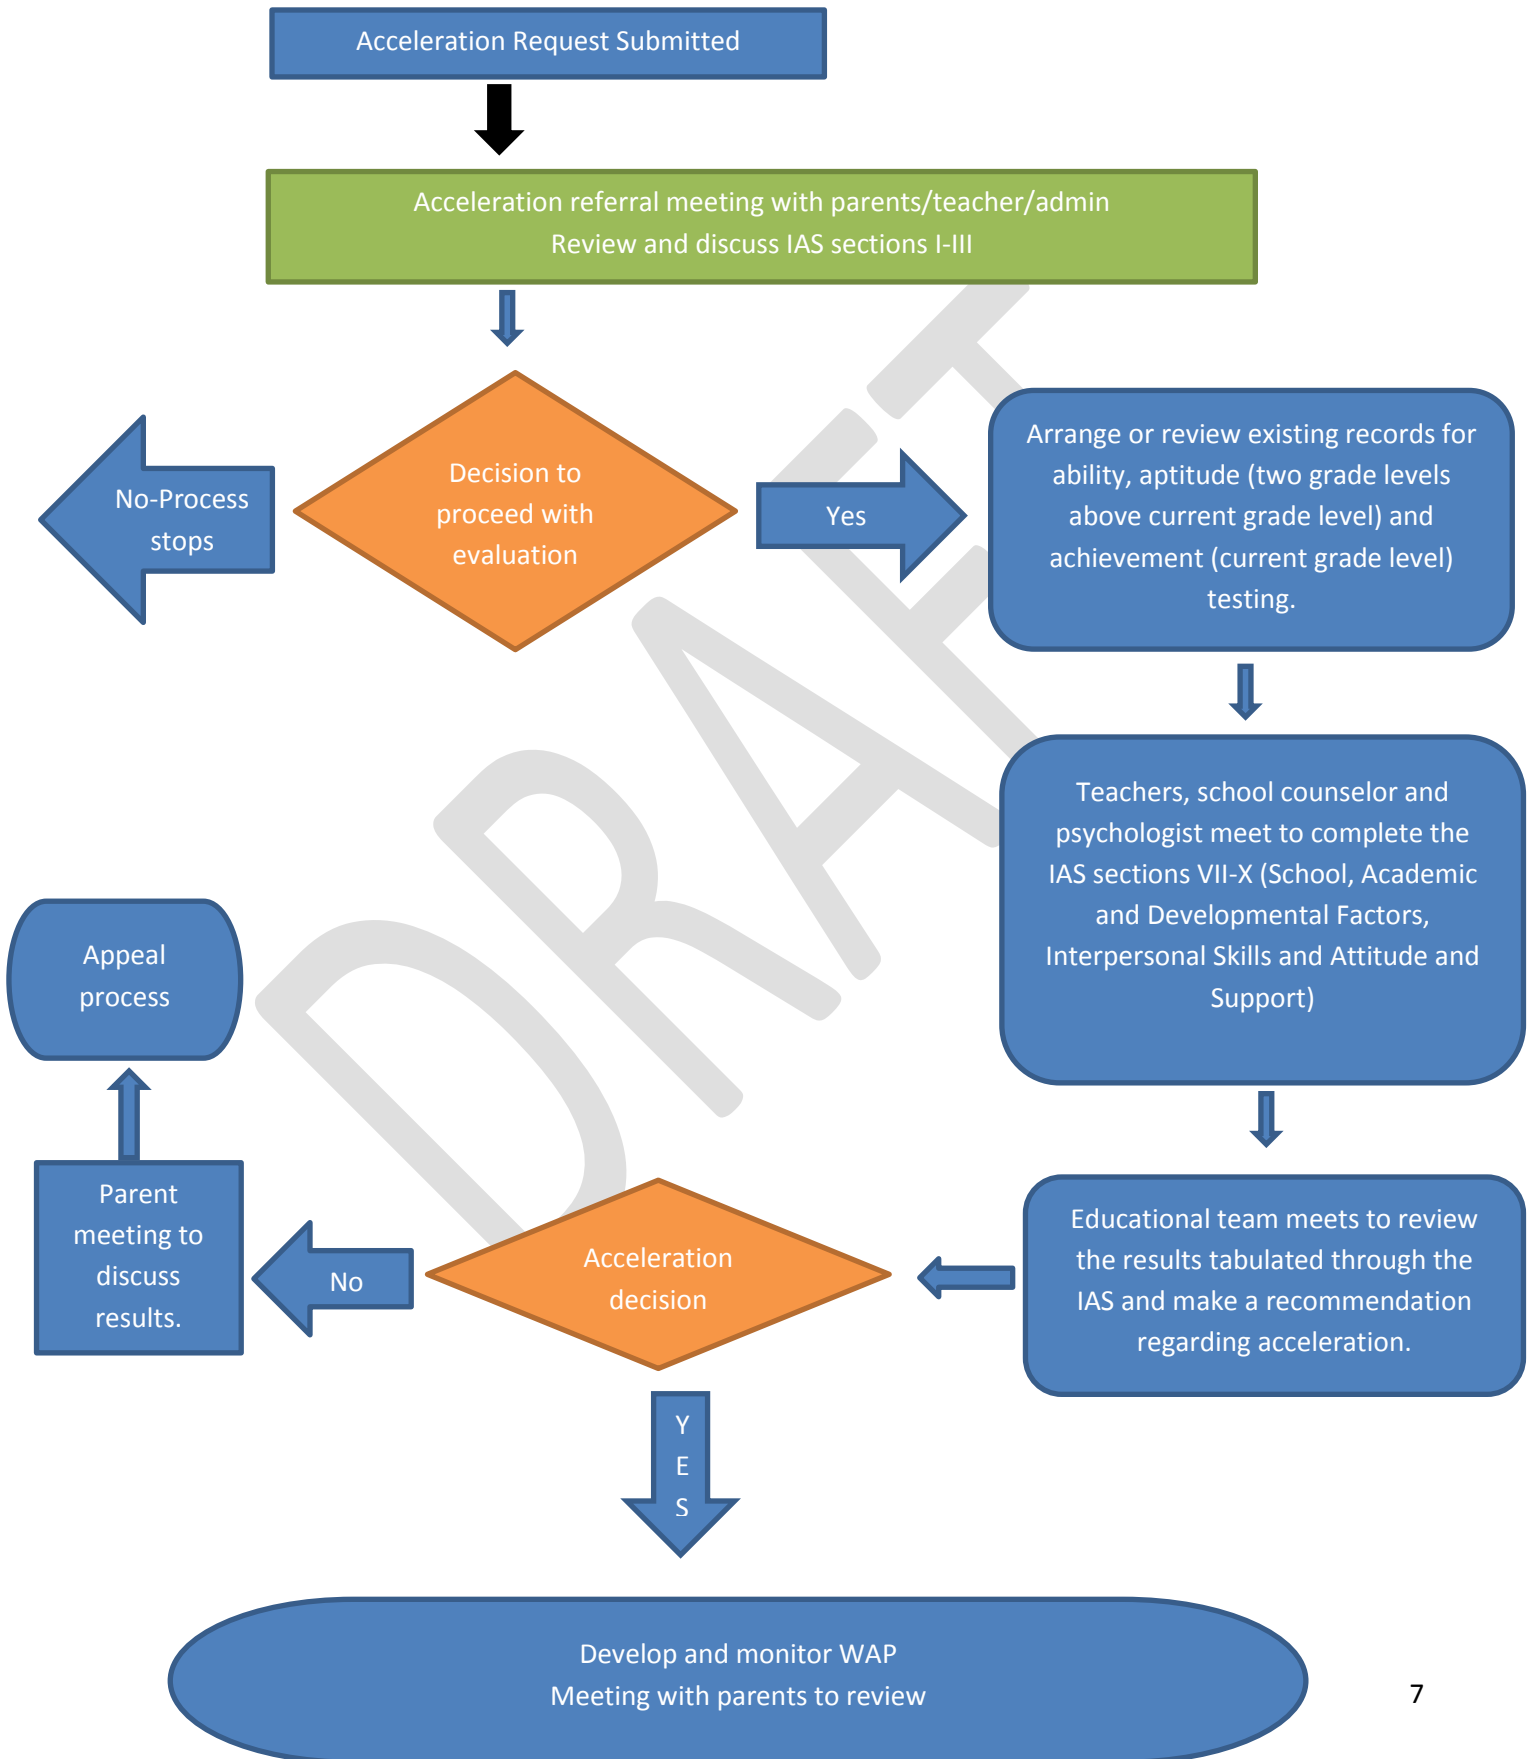 Acceleration Request Submitted
Acceleration referral meeting with parents/teacher/admin
Review and discuss IAS sections I-III
Decision to
proceed with
evaluation
No-Process
stops
Yes
Arrange or review existing records for
ability, aptitude (two grade levels
above current grade level) and
achievement (current grade level)
testing.
Teachers, school counselor and
psychologist meet to complete the
IAS sections VII-X (School, Academic
and Developmental Factors,
Interpersonal Skills and Attitude and
Support)
Educational team meets to review
the results tabulated through the
IAS and make a recommendation
regarding acceleration.
Acceleration
decision
No
Parent
meeting to
discuss
results.
Appeal
process
Y
E
S
Develop and monitor WAP
Meeting with parents to review
7
DRAFT